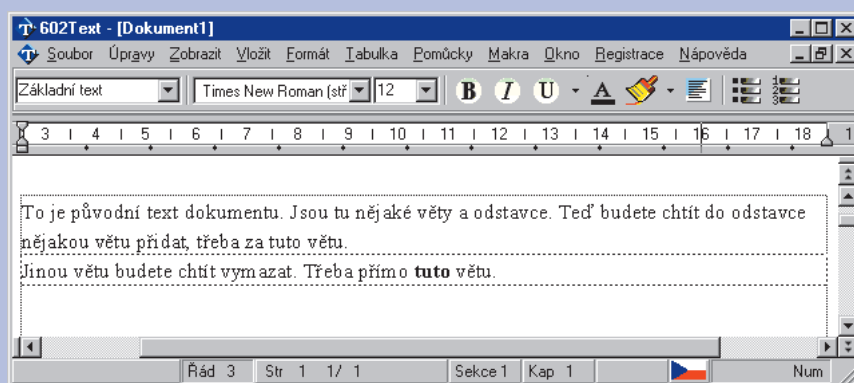 602Text - [Dokument1]
Soubor Úpravy Zobrazit Vložit Formát Tabulka Pomůcky Makra Okno Registrace Nápověda
Základní text Times New Roman (stř 12 B I U A
3 4 5 6 7 8 9 10 11 12 13 14 15 16 17 18 1
To je původní text dokumentu. Jsou tu nějaké věty a odstavce. Teď budete chtít do odstavce
nějakou větu přidat, třeba za tuto větu.
Jinou větu budete chtít vymazat. Třeba přímo tuto větu.
Řád 3 Str 1 1/ 1 Sekce 1 Kap 1 Num